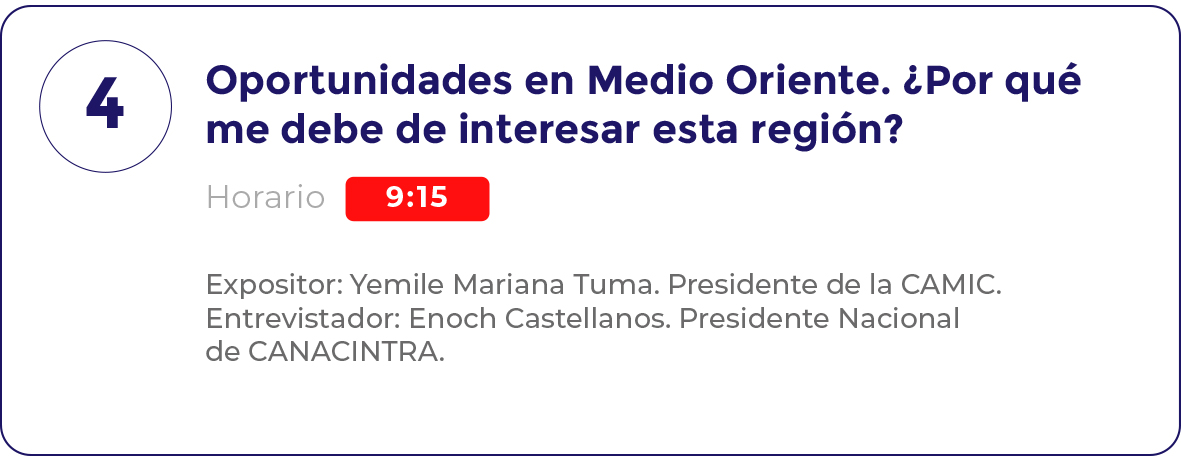 4
Oportunidades en Medio Oriente. ¿Por qué
me debe de interesar esta región?
Horario 9:15
Expositor: Yemile Mariana Tuma. Presidente de la CAMIC.
Entrevistador: Enoch Castellanos. Presidente Nacional
de CANACINTRA.